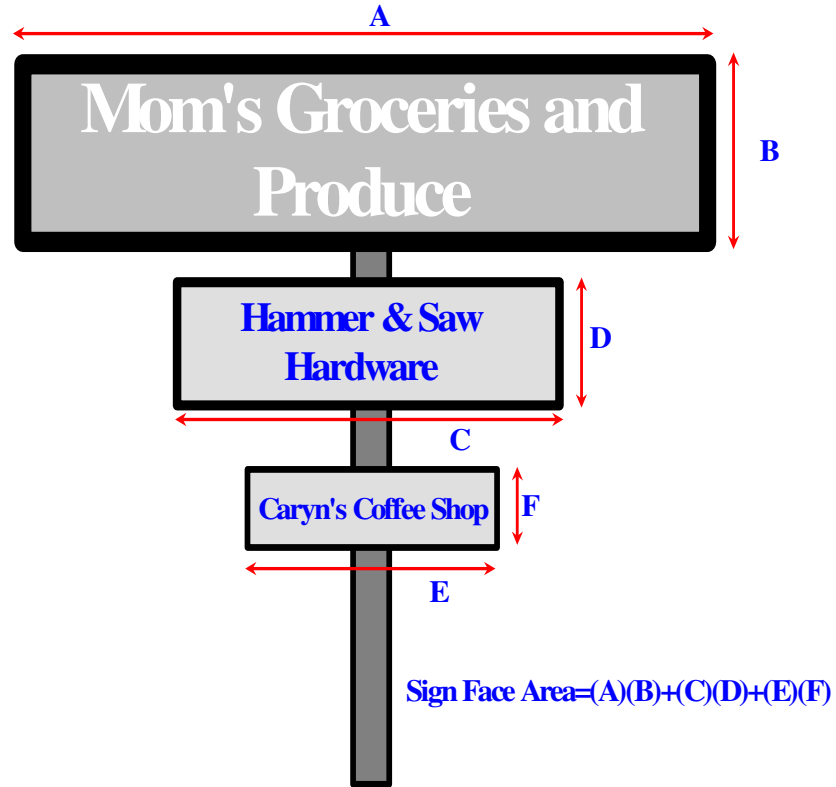 A
Mom's Groceries and
Produce
B
Hammer & Saw
Hardware
D
C
Caryn's Coffee Shop
F
E
Sign Face Area=(A)(B)+(C)(D)+(E)(F)